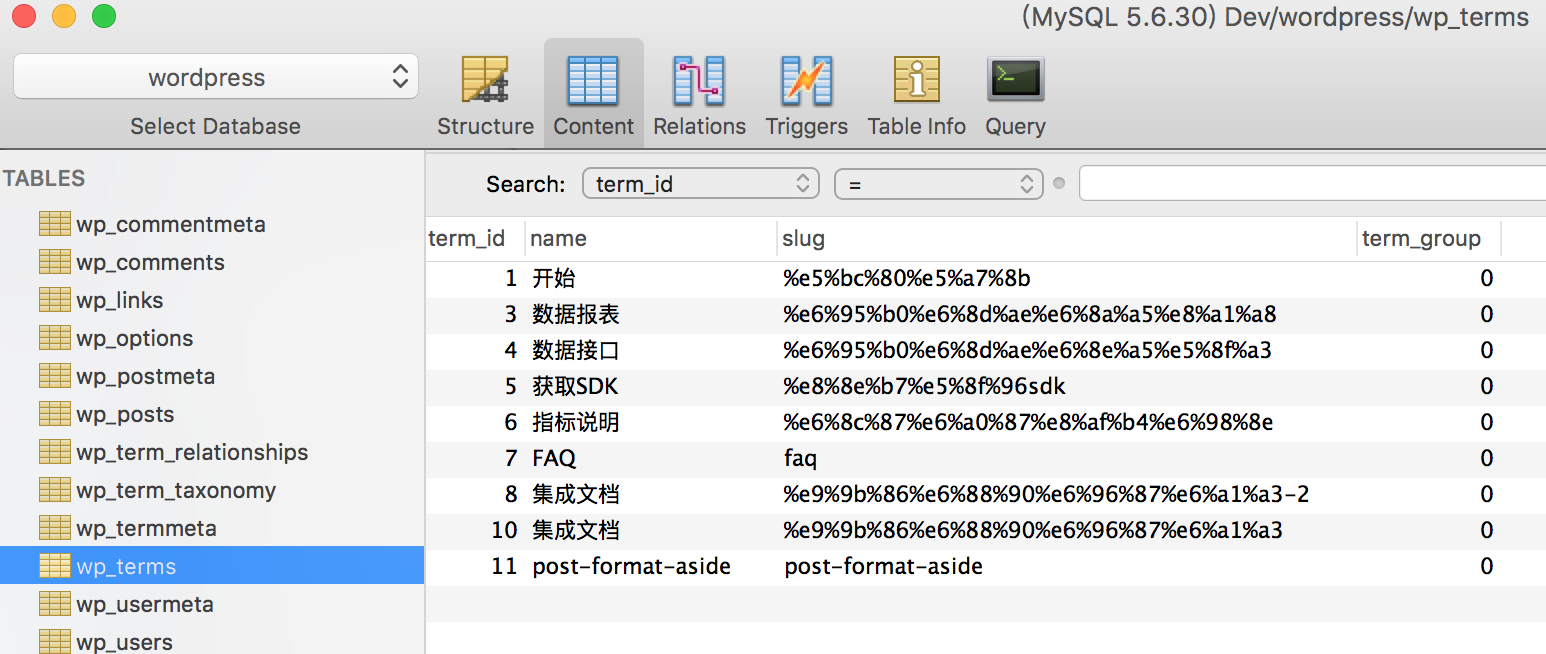 (MySQL 5.6.30) Dev/wordpress/wp_terms
wordpress
Select Database
Structure Content Relations Triggers Table Info Query
TABLES
wp_commentmeta
wp_comments
wp_links
wp_options
wp_postmeta
wp_posts
wp_term_relationships
wp_term_taxonomy
wp_termmeta
wp_terms
wp_usermeta
wp_users
Search: term_id =
term_id name slug term_group
1 开始 %e5%bc%80%e5%a7%8b 0
3 数据报表 %e6%95%b0%e6%8d%ae%e6%8a%a5%e8%a1%a8 0
4 数据接口 %e6%95%b0%e6%8d%ae%e6%8e%a5%e5%8f%a3 0
5 获取SDK %e8%8e%b7%e5%8f%96sdk 0
6 指标说明 %e6%8c%87%e6%a0%87%e8%af%b4%e6%98%8e 0
7 FAQ faq 0
8 集成文档 %e9%9b%86%e6%88%90%e6%96%87%e6%a1%a3-2 0
10 集成文档 %e9%9b%86%e6%88%90%e6%96%87%e6%a1%a3 0
11 post-format-aside post-format-aside 0